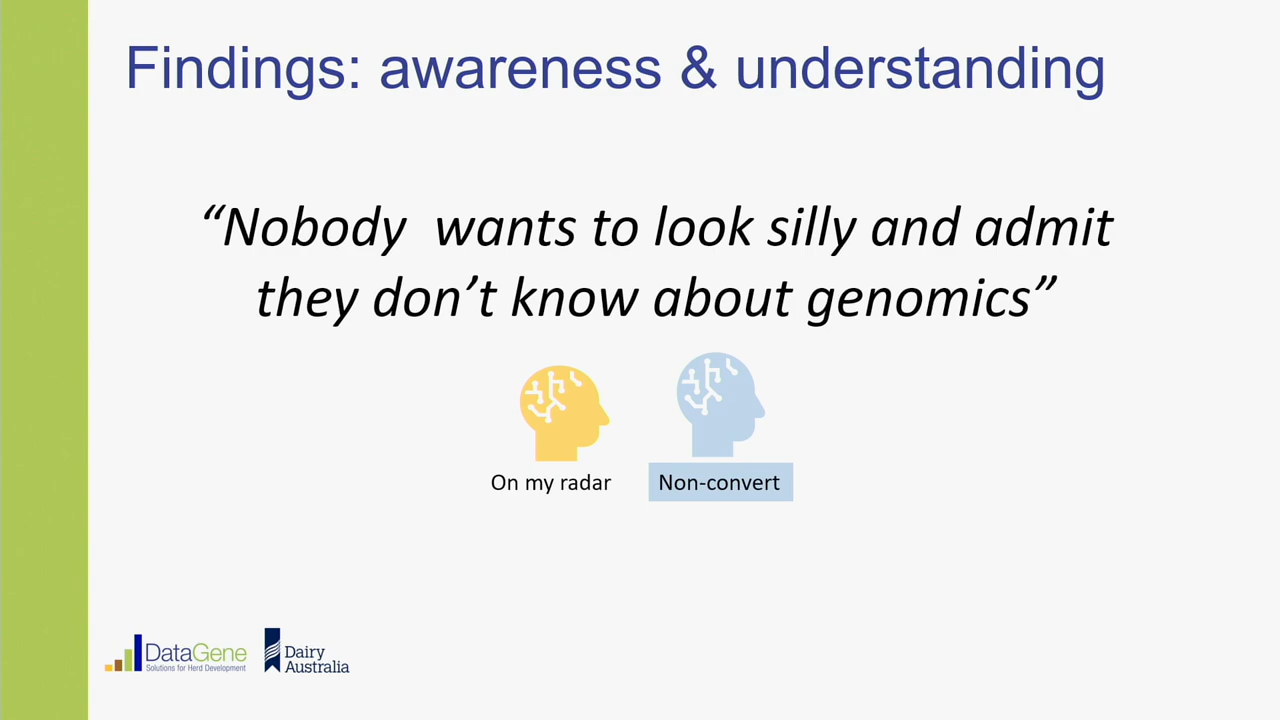 Findings: awareness & understanding
“Nobody  wants to look silly and admit
they don’t know about genomics”
On my radar
Non-convert
DataGene
Solutions for Herd Development
Dairy
Australia